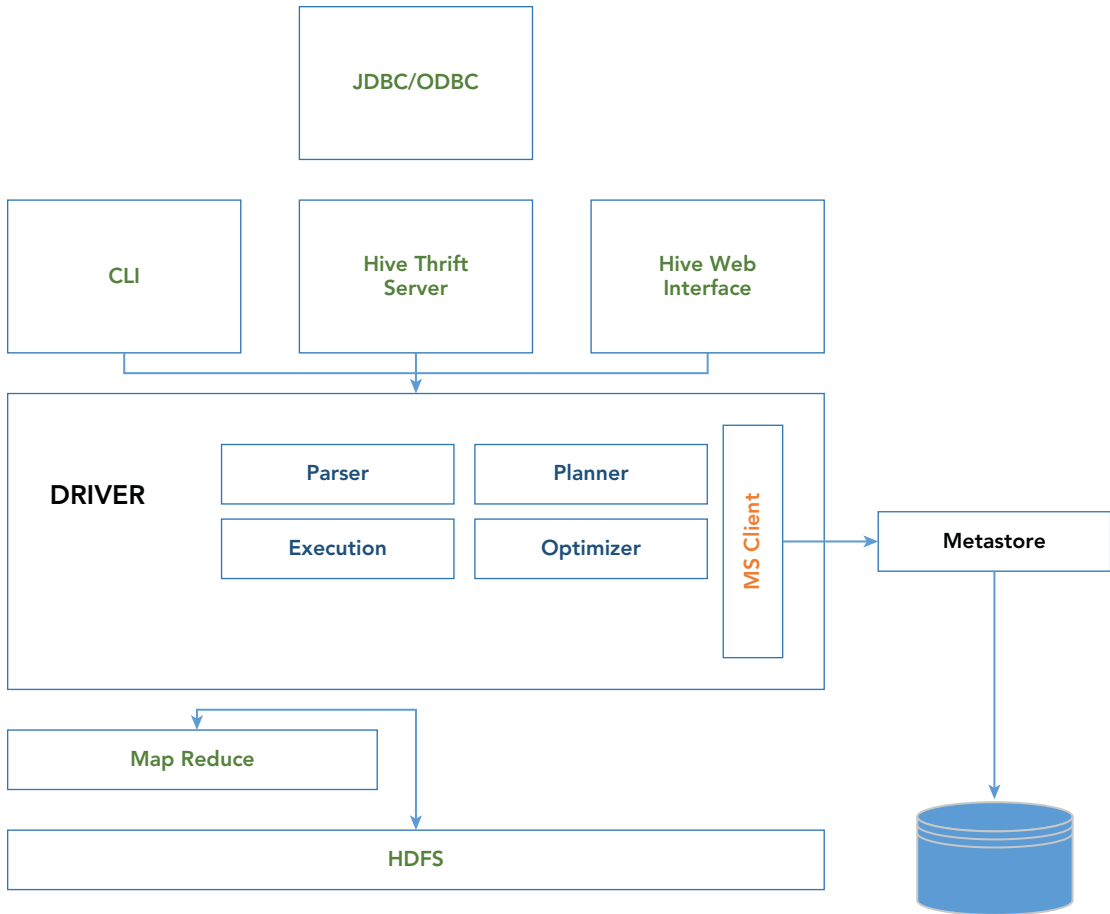 JDBC/ODBC
CLI
Hive Thrift
Server
Hive Web
Interface
DRIVER
Parser
Planner
Execution
Optimizer
MS Client
Metastore
Map Reduce
HDFS